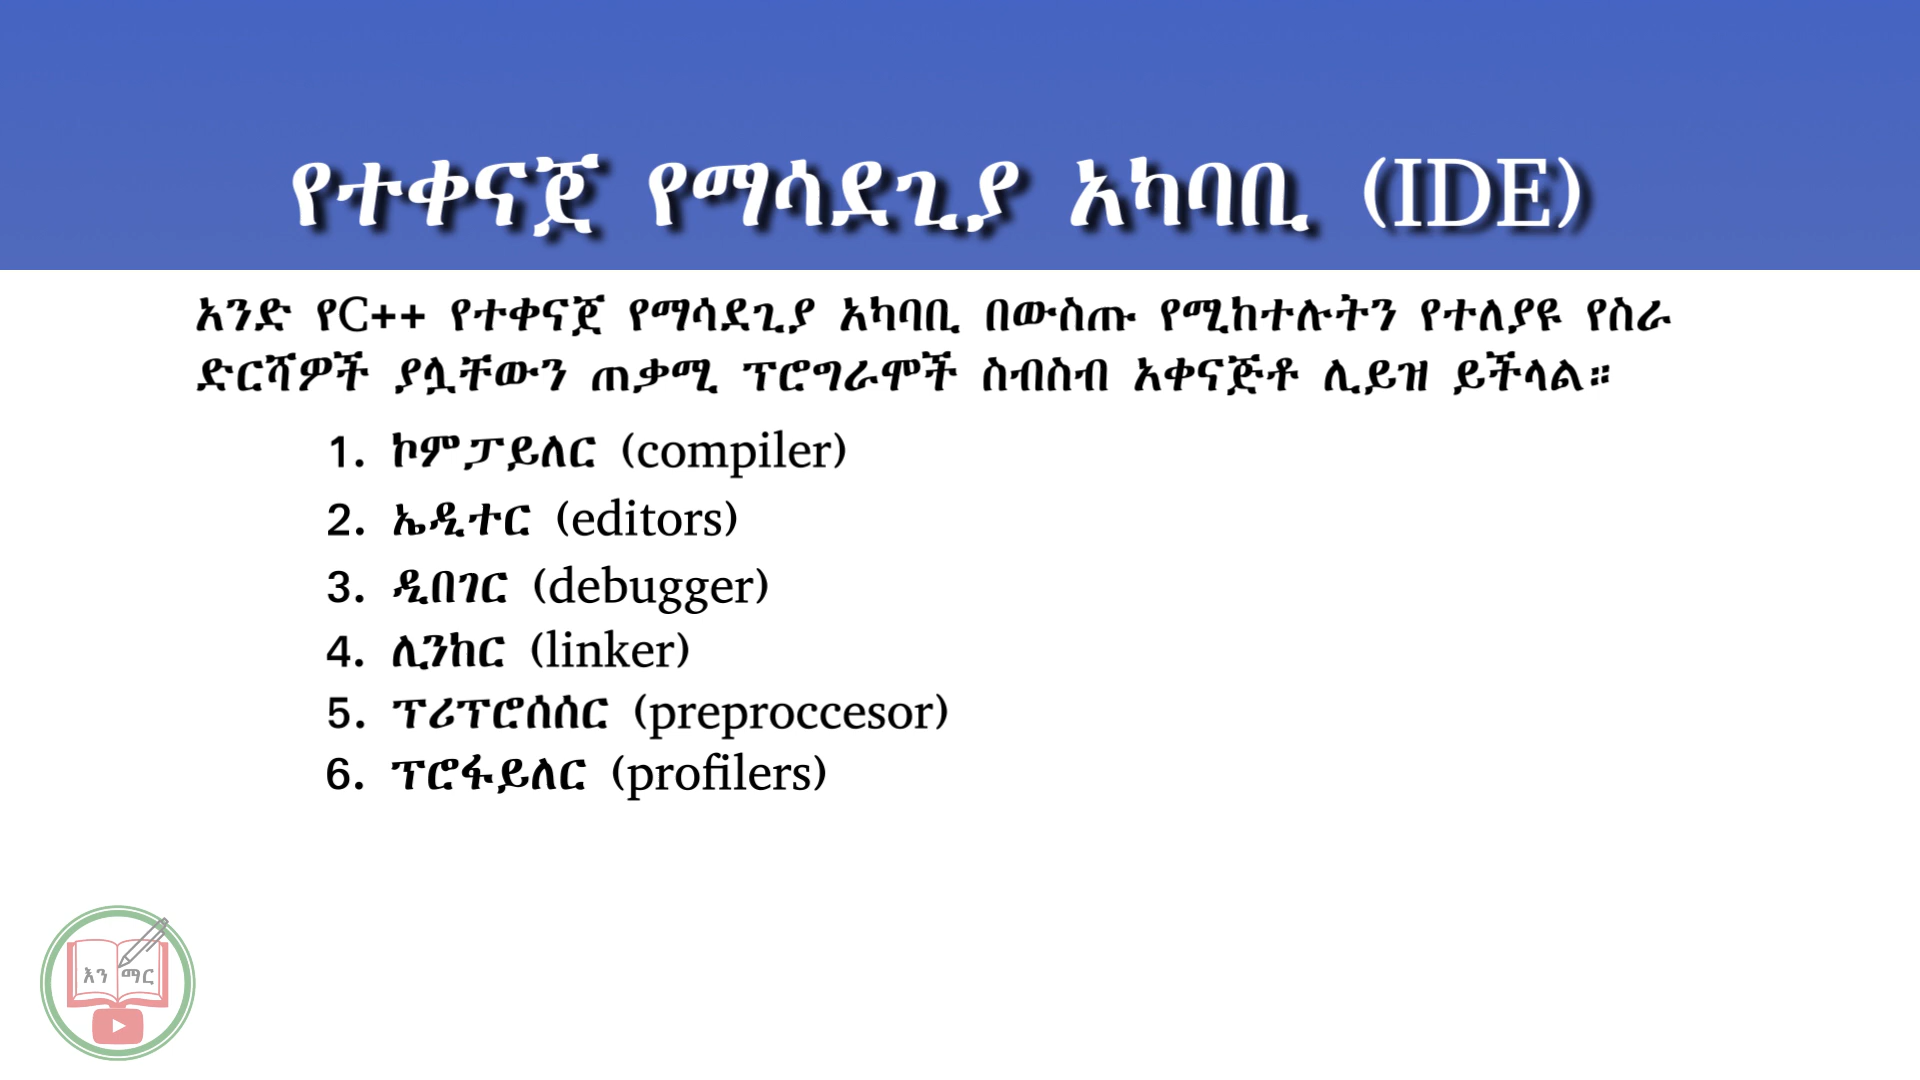 የተቀናጀ የማሳደጊያ አካባቢ (IDE)
አንድ የC++ የተቀናጀ የማሳደጊያ አካባቢ በውስጡ የሚከተሉትን የተለያዩ የስራ
ድርሻዎች ያሏቸውን ጠቃሚ ፕሮግራሞች ስብስብ አቀናጅቶ ሊይዝ ይችላል።
1. ኮምፓይለር (compiler)
2. ኤዲተር (editors)
3. ዲበገር (debugger)
4. ሊንከር (linker)
5. ፕሪፕሮሰሰር (preproccesor)
6. ፕሮፋይለር (profilers)
እን ማር